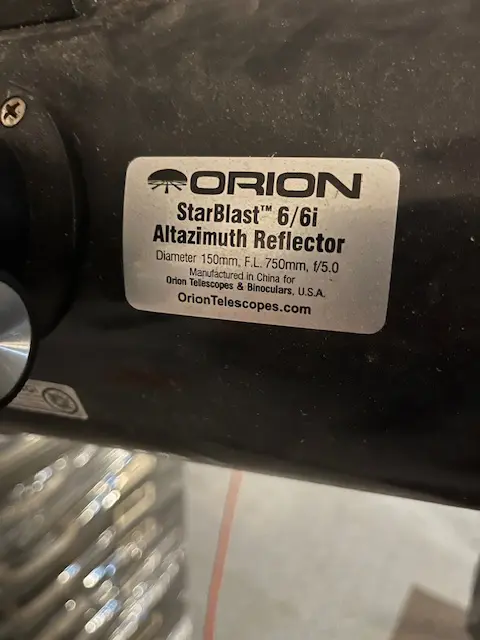 ORION
StarBlast™ 6/6i
Altazimuth Reflector
Diameter 150mm, F.L. 750mm, f/5.0
Manufactured in China for
Orion Telescopes & Binoculars, U.S.A.
OrionTelescopes.com